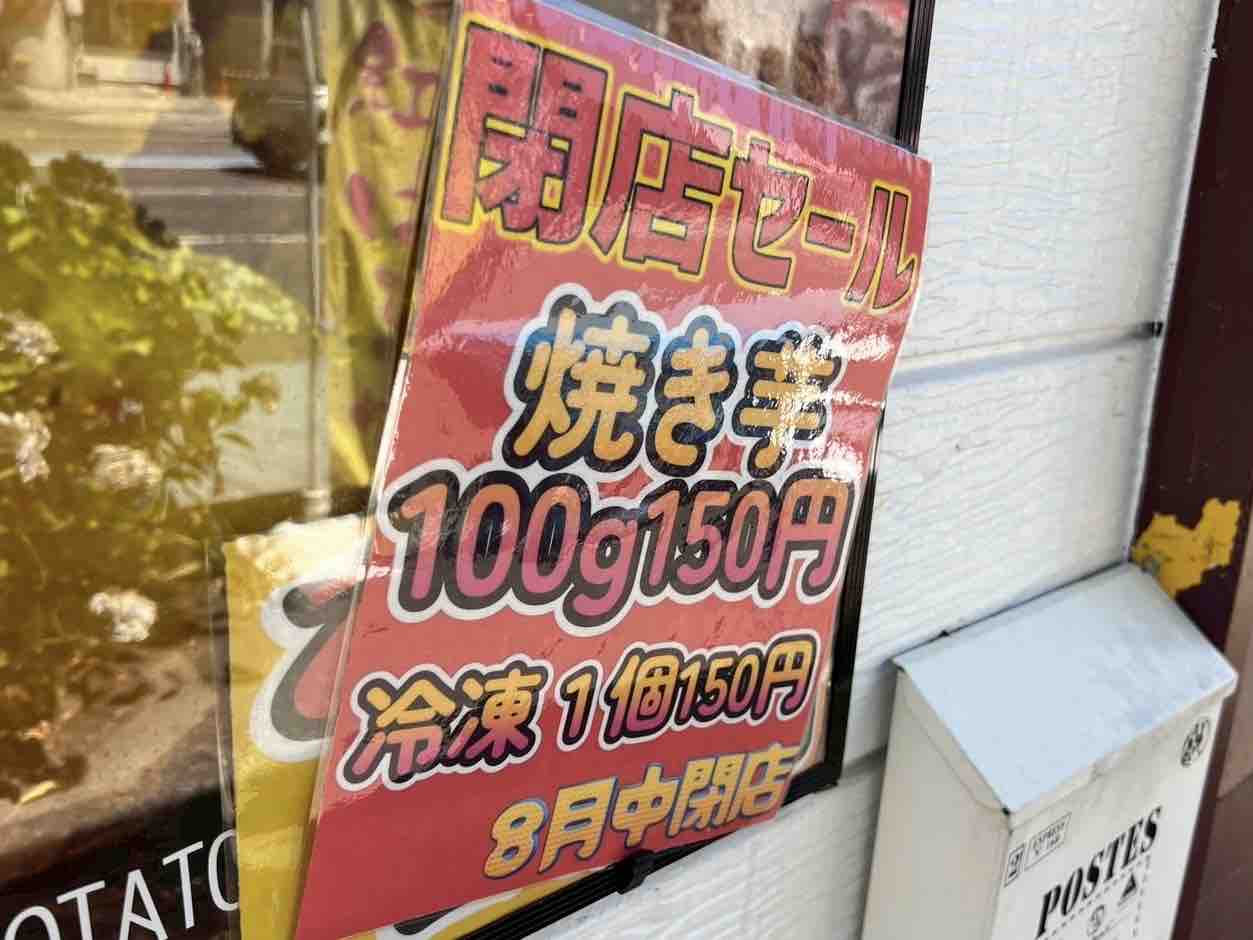 閉店セール
焼き芋
100g150円
冷凍1個150円
8月中閉店
POSTES